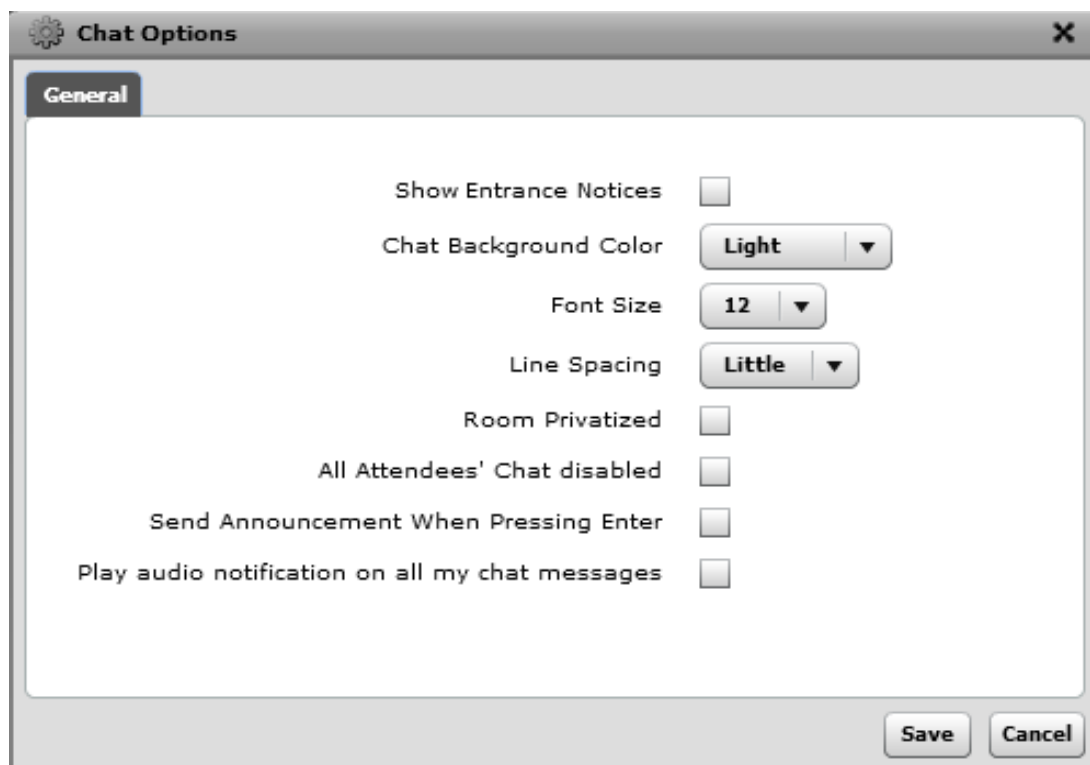 Chat Options
General
Show Entrance Notices
Chat Background Color Light
Font Size 12
Line Spacing Little
Room Privatized
All Attendees' Chat disabled
Send Announcement When Pressing Enter
Play audio notification on all my chat messages
Save Cancel